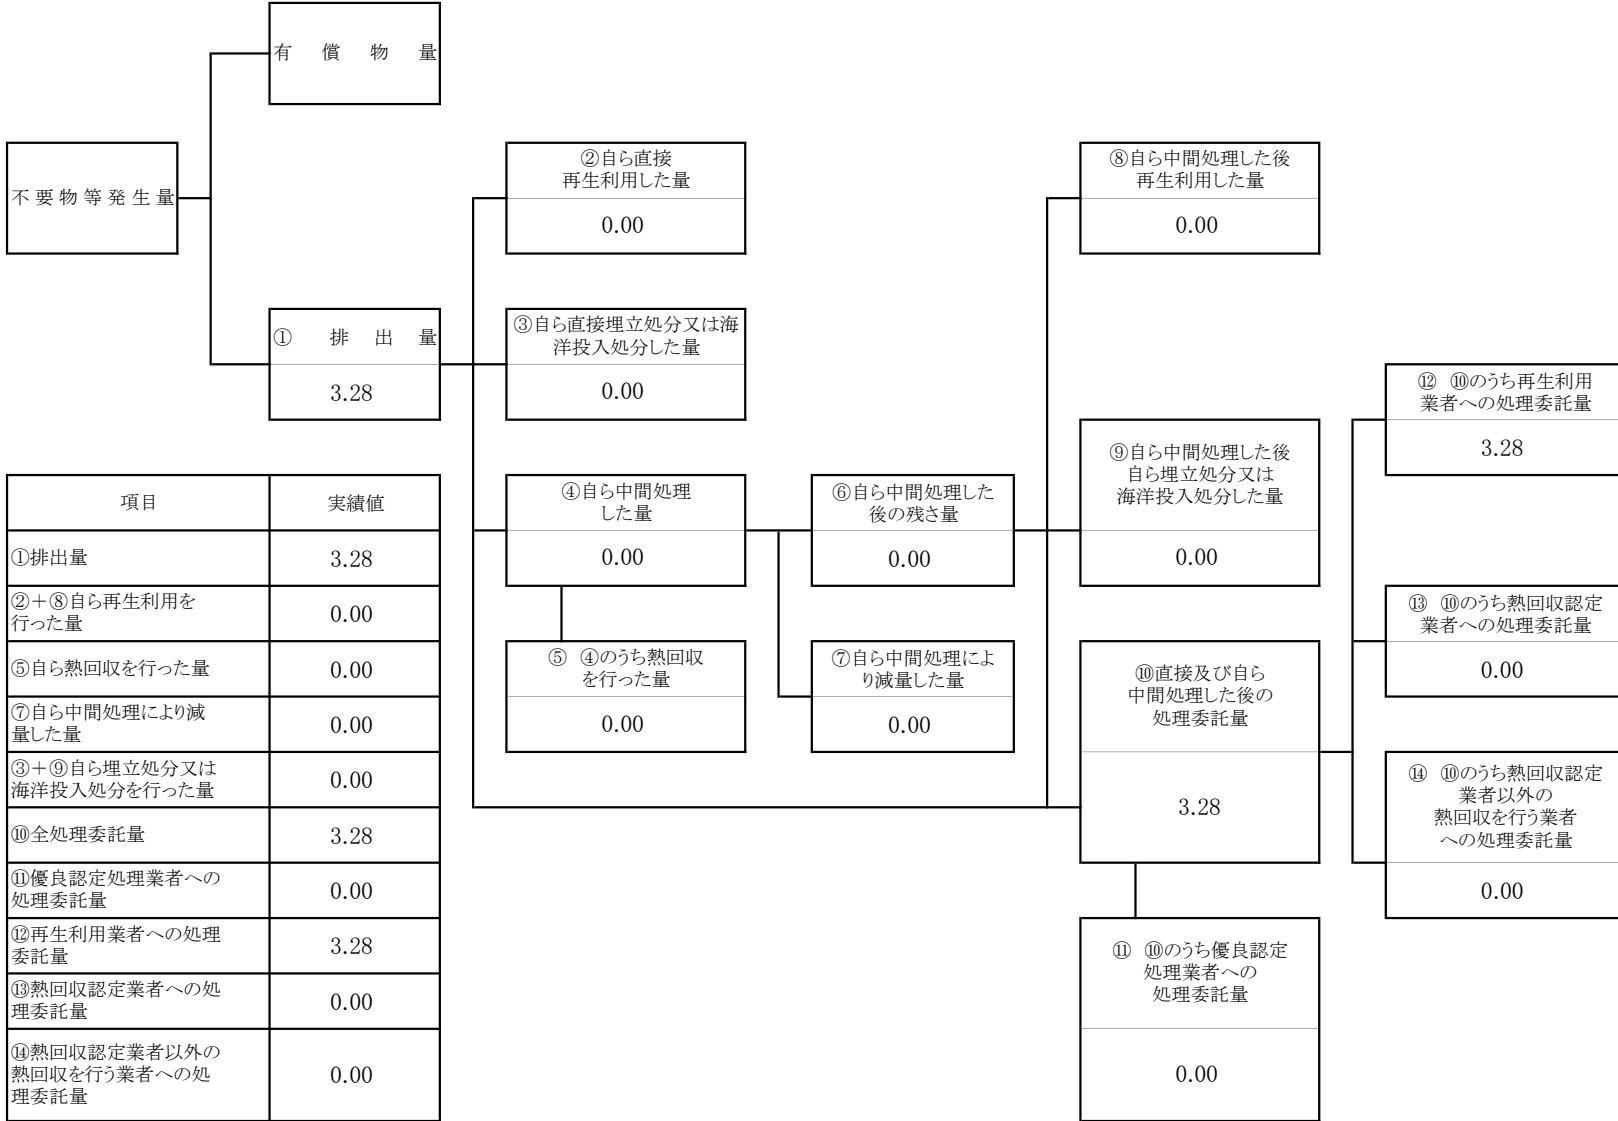 有　償　物　量
不要物等発生量
②自ら直接
再生利用した量
0.00
⑧自ら中間処理した後
再生利用した量
0.00
①　排　出　量
3.28
③自ら直接埋立処分又は海
洋投入処分した量
0.00
⑫　⑩のうち再生利用
業者への処理委託量
3.28
④自ら中間処理
した量
0.00
⑥自ら中間処理した
後の残さ量
0.00
⑨自ら中間処理した後
自ら埋立処分又は
海洋投入処分した量
0.00
⑬　⑩のうち熱回収認定
業者への処理委託量
0.00
⑤　④のうち熱回収
を行った量
0.00
⑦自ら中間処理によ
り減量した量
0.00
⑩直接及び自ら
中間処理した後の
処理委託量
3.28
⑭　⑩のうち熱回収認定
業者以外の
熱回収を行う業者
への処理委託量
0.00
⑪　⑩のうち優良認定
処理業者への
処理委託量
0.00
項目　実績値
①排出量　3.28
②＋⑧自ら再生利用を
行った量　0.00
⑤自ら熱回収を行った量　0.00
⑦自ら中間処理により減
量した量　0.00
③＋⑨自ら埋立処分又は
海洋投入処分を行った量　0.00
⑩全処理委託量　3.28
⑪優良認定処理業者への
処理委託量　0.00
⑫再生利用業者への処理
委託量　3.28
⑬熱回収認定業者への処
理委託量　0.00
⑭熱回収認定業者以外の
熱回収を行う業者への処
理委託量　0.00